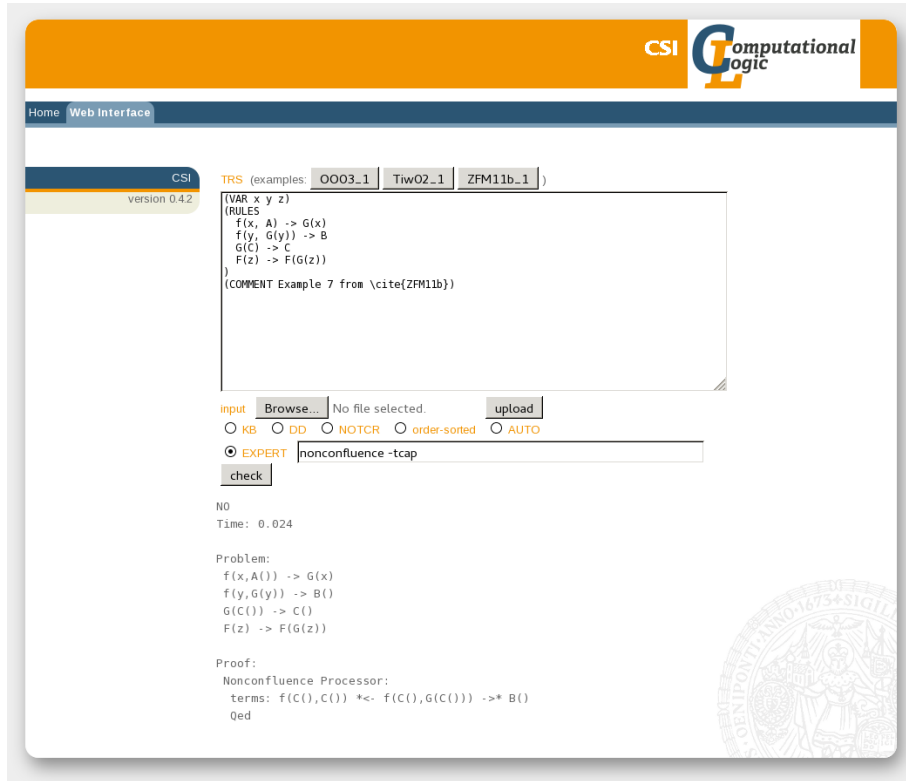 CSI Computational Logic
Home Web Interface
CSI
version 0.4.2
TRS (examples: OO03_1 Tiw02_1 ZFM11b_1 )
(VAR x y z)
(RULES
f(x, A) -> G(x)
f(y, G(y)) -> B
G(C) -> C
F(z) -> F(G(z))
)
(COMMENT Example 7 from \cite{ZFM11b})
input Browse... No file selected. upload
KB DD NOTCR order-sorted AUTO
EXPERT nonconfluence -tcap
check
NO
Time: 0.024
Problem:
f(x,A()) -> G(x)
f(y,G(y)) -> B()
G(C()) -> C()
F(z) -> F(G(z))
Proof:
Nonconfluence Processor:
terms: f(C(),C()) *<- f(C(),G(C())) ->* B()
Qed